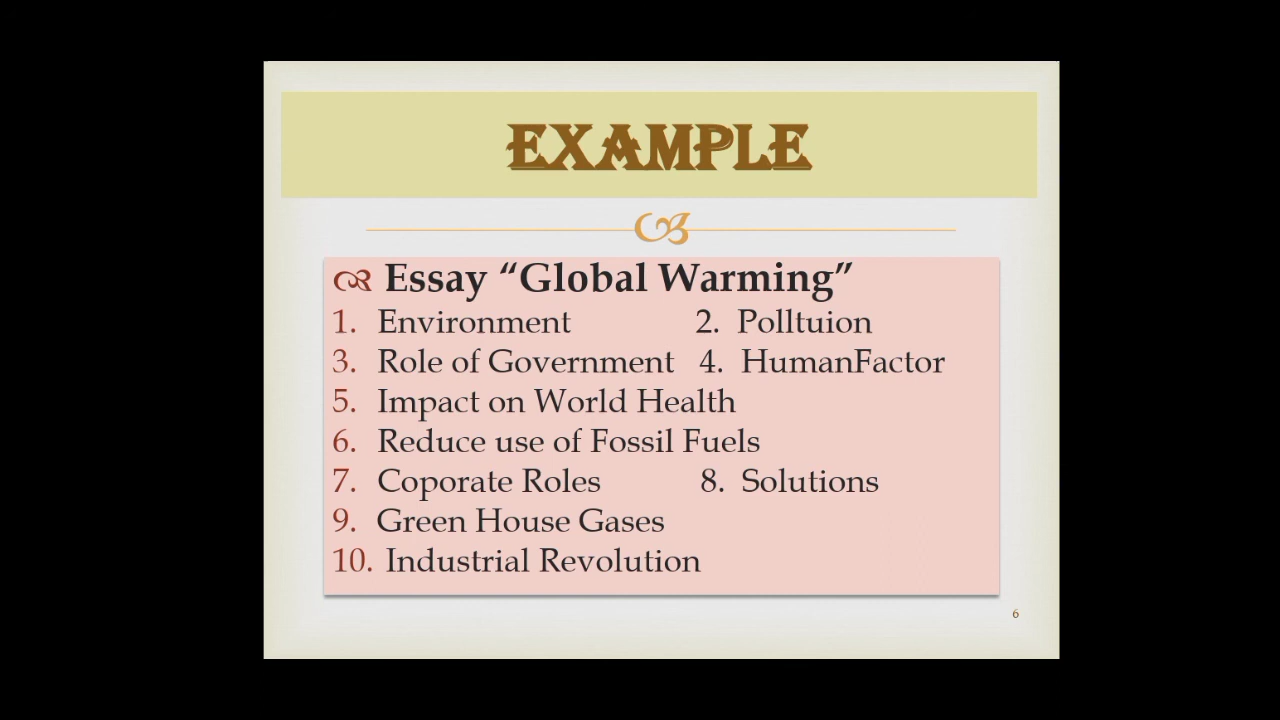 EXAMPLE
Essay “Global Warming”
1. Environment 2. Polltuion
3. Role of Government 4. HumanFactor
5. Impact on World Health
6. Reduce use of Fossil Fuels
7. Coporate Roles 8. Solutions
9. Green House Gases
10. Industrial Revolution
6